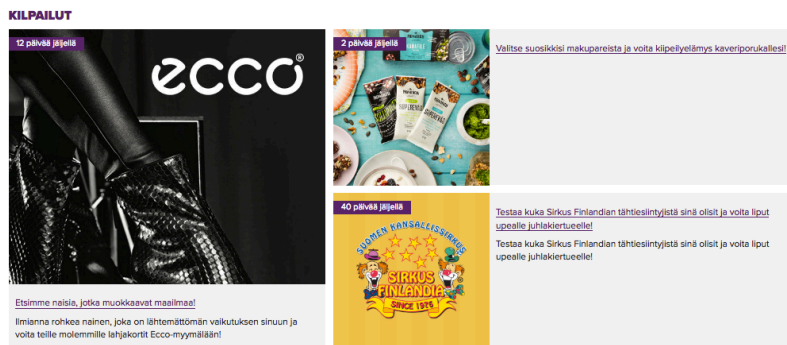 KILPAILUT
12 päivää jäljellä
ecco®
Etsimme naisia, jotka muokkaavat maailmaa!
Ilmianna rohkea nainen, joka on lähtemättömän vaikutuksen sinuun ja
voita teille molemmille lahjakortit Ecco-myymälään!
2 päivää jäljellä
Valitse suosikkisi makupareista ja voita kiipeilyelämys kaveriporukallesi!
40 päivää jäljellä
SUOMEN KANSALLISSIRKUS
SIRKUS
FINLANDIA
SINCE 1976
Testaa kuka Sirkus Finlandian tähtiesiintyjistä sinä olisit ja voita liput
upealle juhlakiertueelle!
Testaa kuka Sirkus Finlandian tähtiesiintyjistä sinä olisit ja voita liput
upealle juhlakiertueelle!